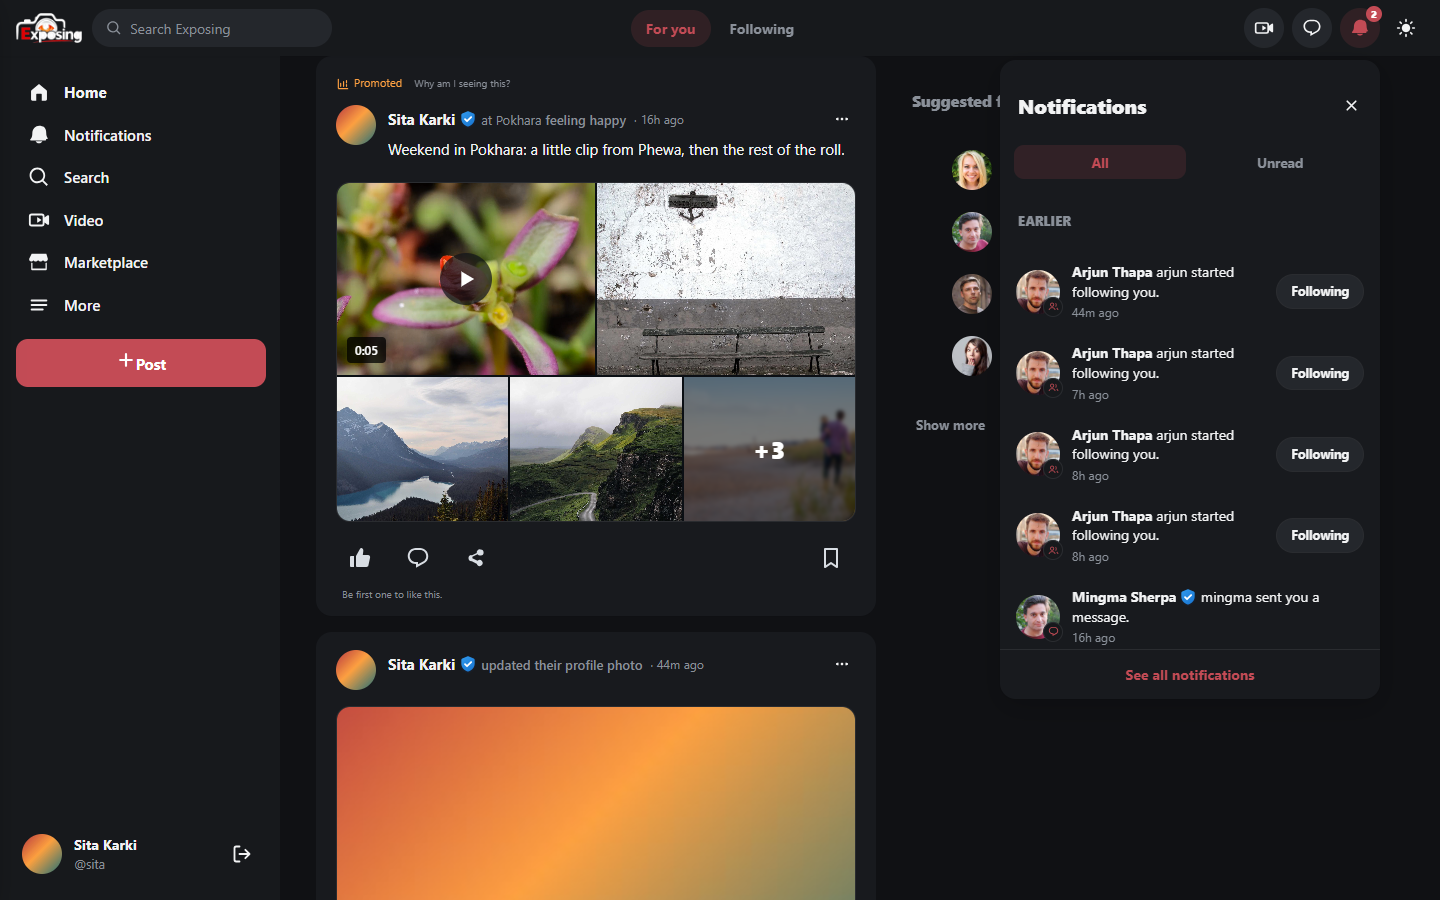 Exposing
Search Exposing
For you
Following
2
Home
Notifications
Search
Video
Marketplace
More
+ Post
Sita Karki
@sita
Promoted Why am I seeing this?
Sita Karki at Pokhara feeling happy · 16h ago
Weekend in Pokhara: a little clip from Phewa, then the rest of the roll.
0:05
+3
Be first one to like this.
Sita Karki updated their profile photo · 44m ago
Suggested f
Show more
Notifications
All
Unread
EARLIER
Arjun Thapa arjun started
following you.
44m ago
Following
Arjun Thapa arjun started
following you.
7h ago
Following
Arjun Thapa arjun started
following you.
8h ago
Following
Arjun Thapa arjun started
following you.
8h ago
Following
Mingma Sherpa mingma sent you a
message.
16h ago
See all notifications